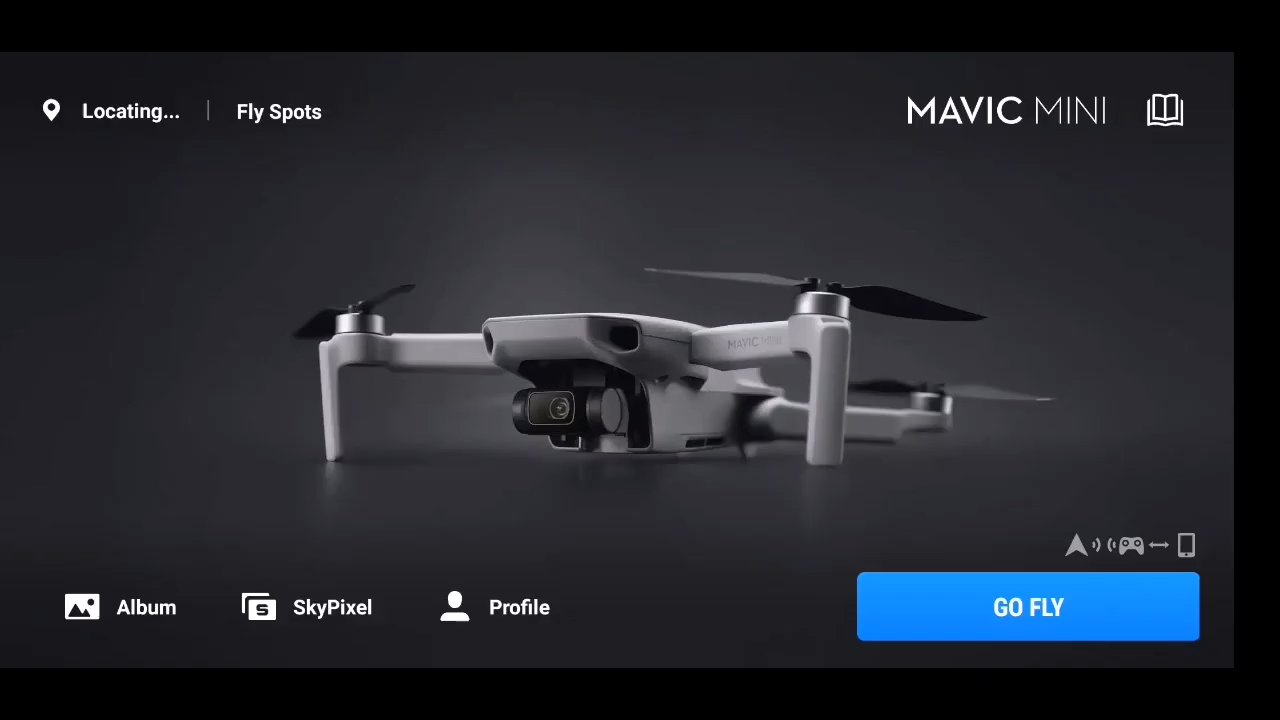 Locating...
Fly Spots
MAVIC MINI
MAVIC MINI
Album
S
SkyPixel
Profile
GO FLY